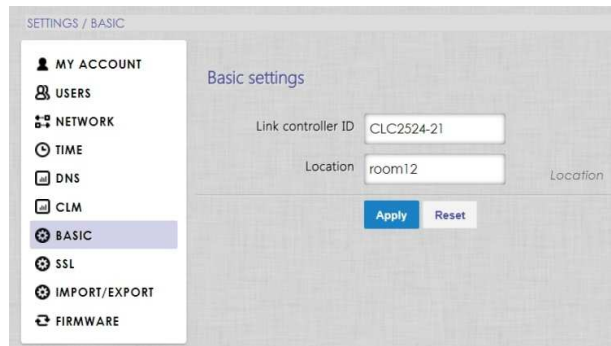 SETTINGS / BASIC
MY ACCOUNT
USERS
NETWORK
TIME
DNS
CLM
BASIC
SSL
IMPORT/EXPORT
FIRMWARE
Basic settings
Link controller ID CLC2524-21
Location room12 Location
Apply Reset